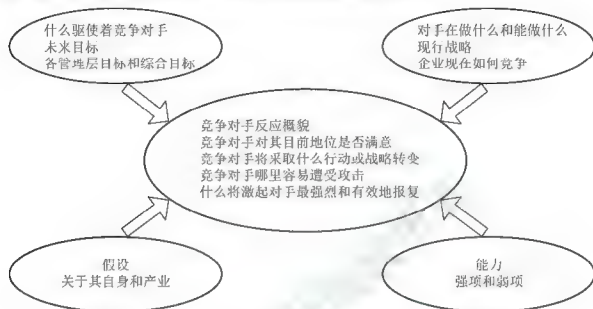 什么驱使着竞争对手
未来目标
各管理层目标和综合目标
对手在做什么和能做什么
现行战略
企业现在如何竞争
竞争对手反应概貌
竞争对手对其目前地位是否满意
竞争对手将采取什么行动或战略转变
竞争对手哪里容易遭受攻击
什么将激起对手最强烈和有效地报复
假设
关于其自身和产业
能力
强项和弱项